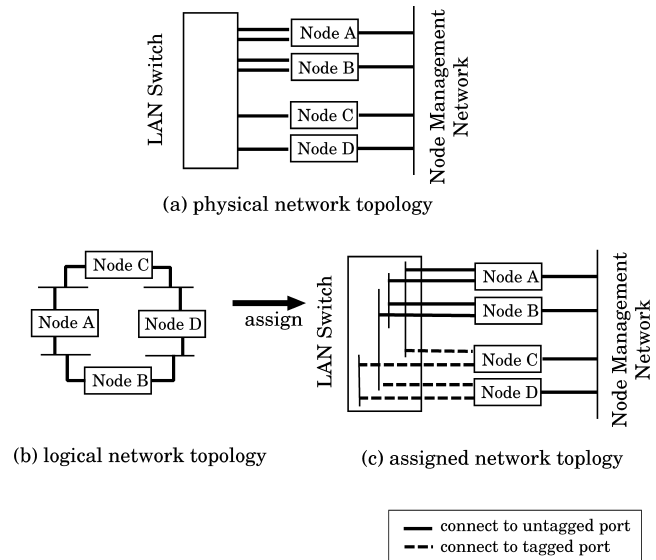 LAN Switch
Node A
Node B
Node C
Node D
Node Management
Network
(a) physical network topology
Node C
Node A
Node D
Node B
assign
(b) logical network topology
LAN Switch
Node A
Node B
Node C
Node D
Node Management
Network
(c) assigned network toplogy
connect to untagged port
connect to tagged port